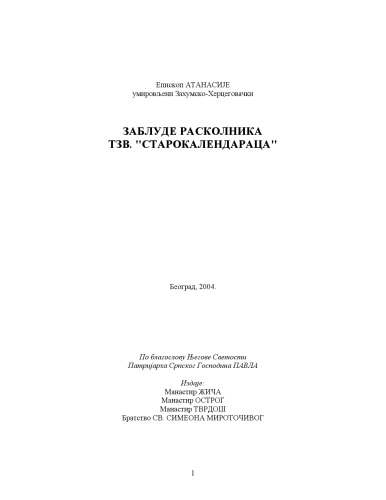 Епископ АТАНАСИЈЕ
умировљени Захумско-Херцеговачки
ЗАБЛУДЕ РАСКОЛНИКА
ТЗВ. "СТАРОКАЛЕНДАРАЦА"
Београд, 2004.
По благослову Његове Светости
Патријарха Српског Господина ПАВЛА
Издаје:
Манастир ЖИЧА
Манастир ОСТРОГ
Манастир ТВРДОШ
Братство СВ. СИМЕОНА МИРОТОЧИВОГ
1